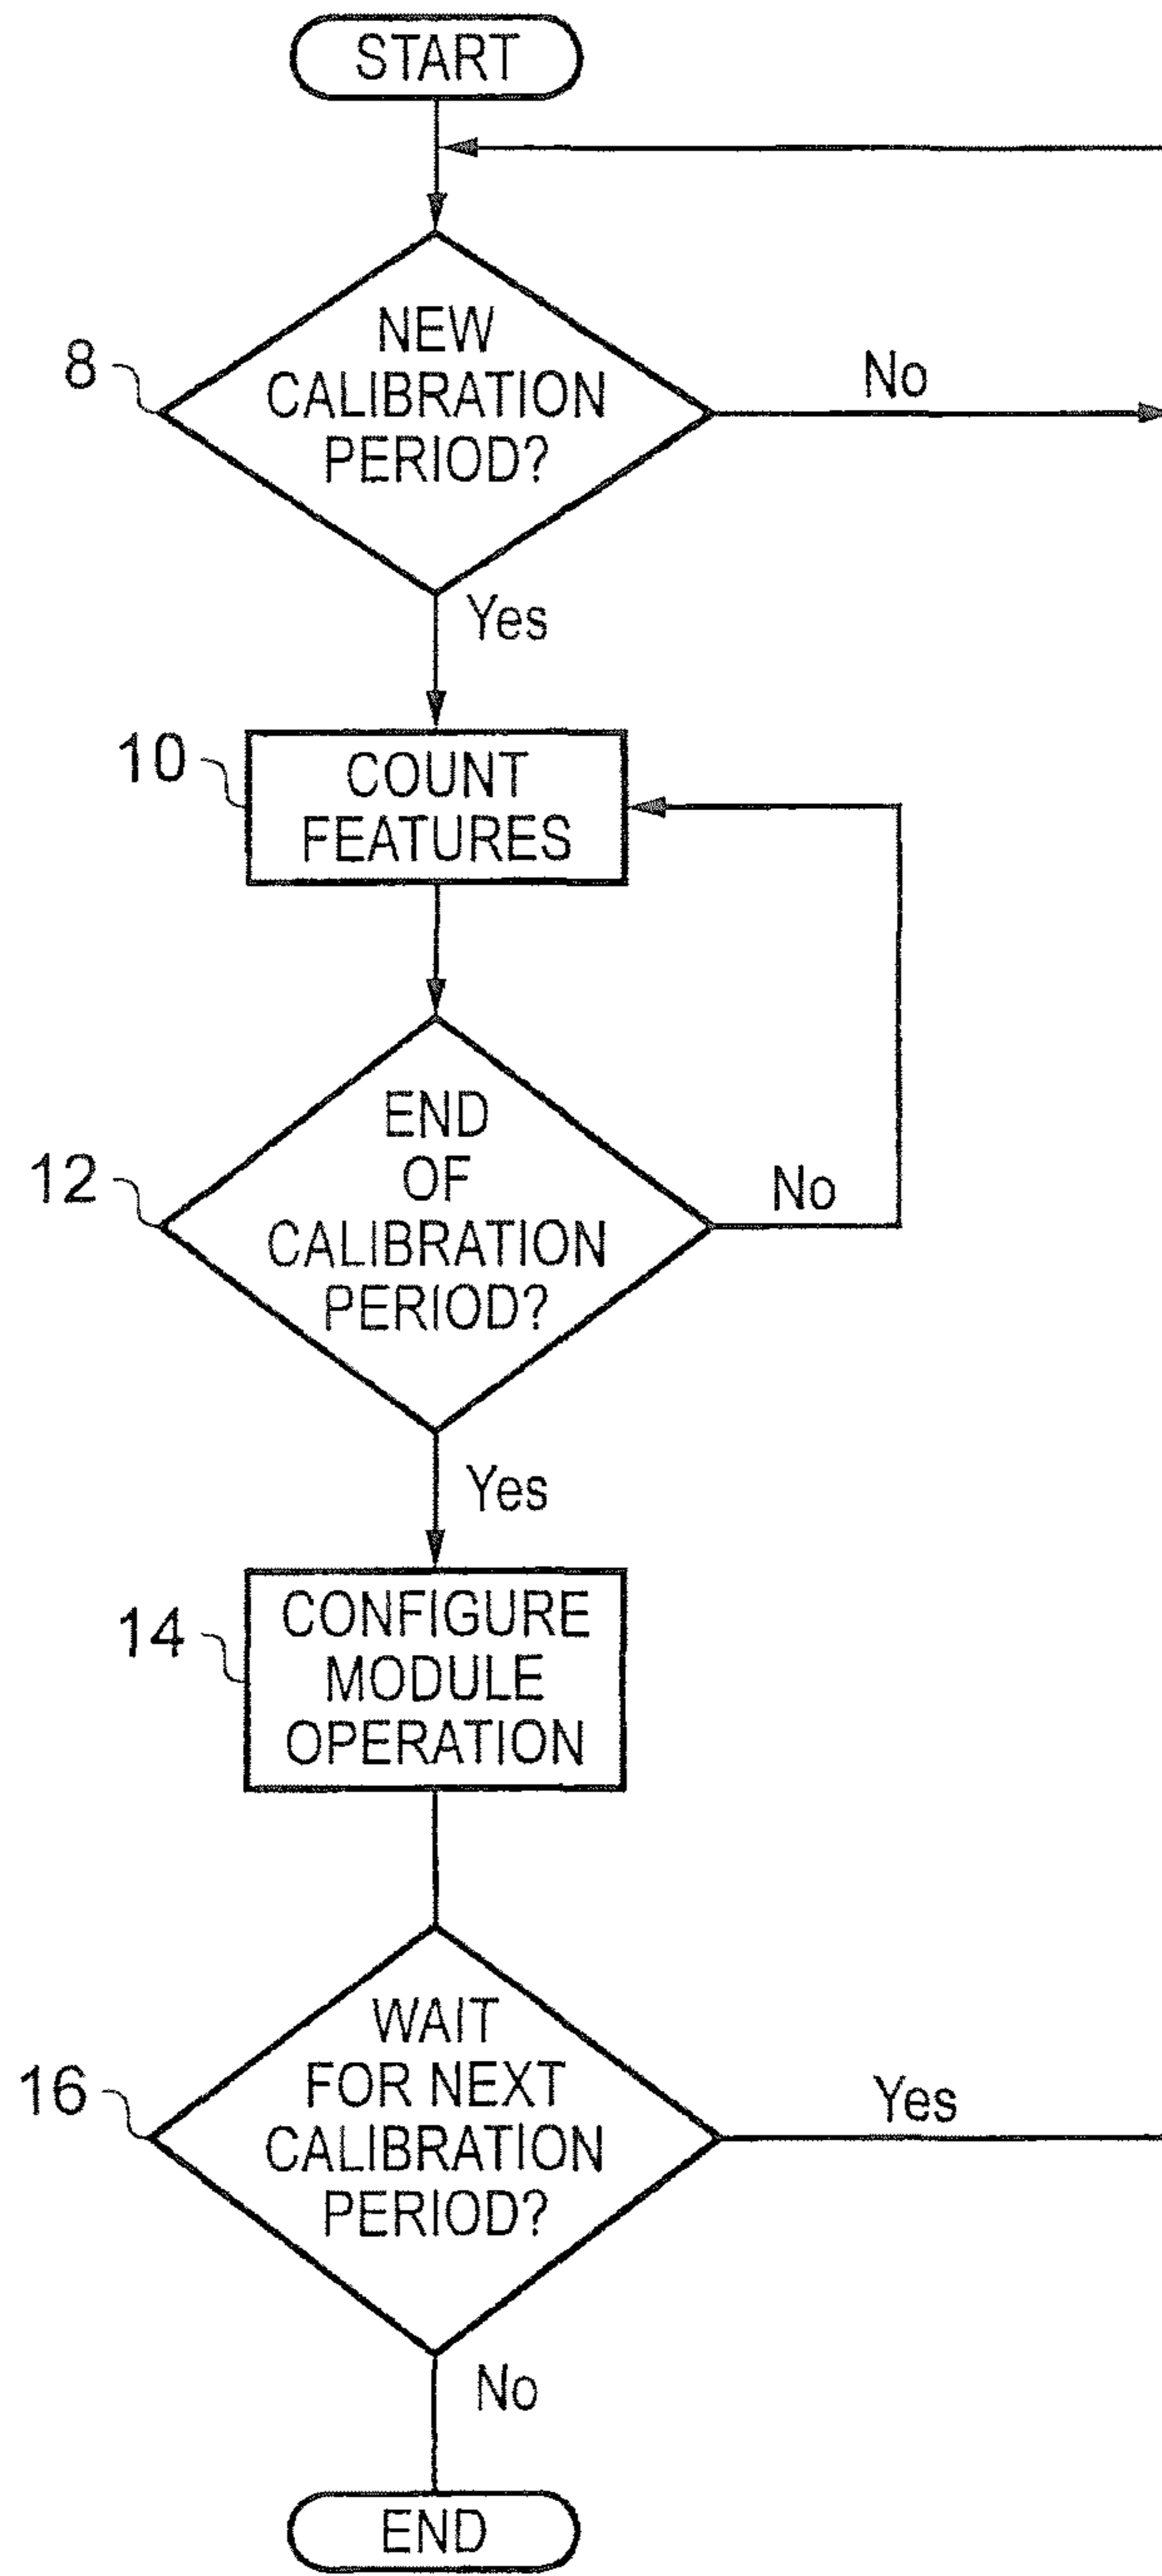 START
8
NEW
CALIBRATION
PERIOD?
No
Yes
10
COUNT
FEATURES
12
END
OF
CALIBRATION
PERIOD?
No
Yes
14
CONFIGURE
MODULE
OPERATION
16
WAIT
FOR NEXT
CALIBRATION
PERIOD?
Yes
No
END